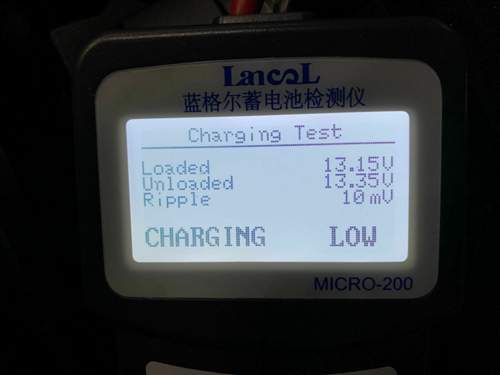 LancoL
蓝格尔蓄电池检测仪
Charging Test
Loaded 13.15V
Unloaded 13.35V
Ripple 10mV
CHARGING LOW
MICRO-200